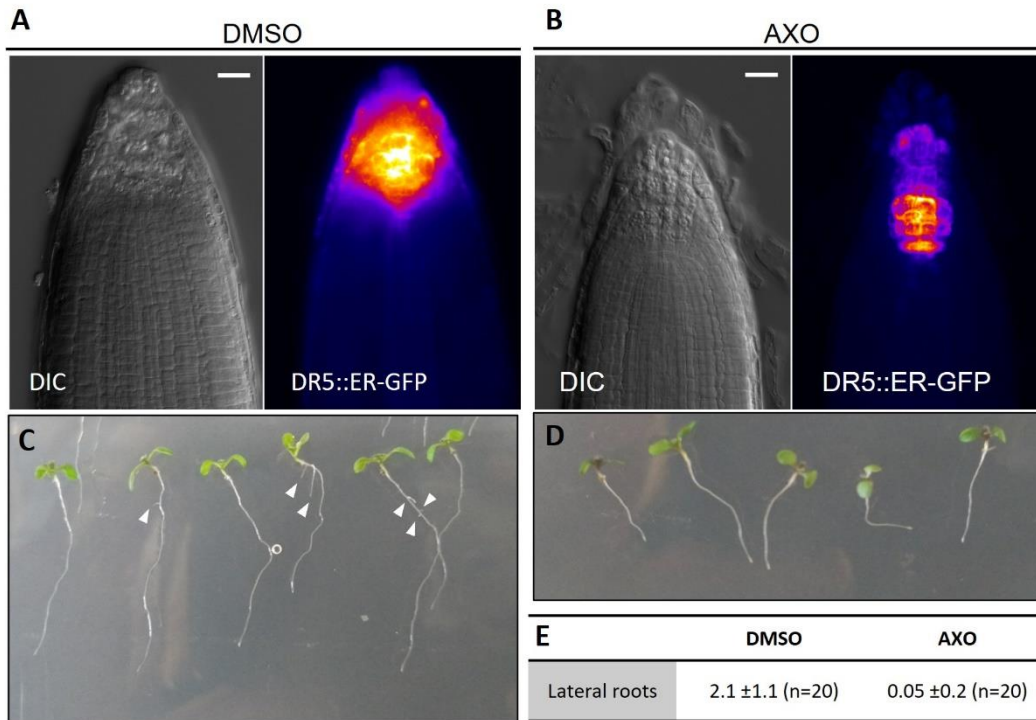 A
DMSO
DIC
DR5::ER-GFP
B
AXO
DIC
DR5::ER-GFP
C
D
E
DMSO AXO
Lateral roots 2.1 ±1.1 (n=20) 0.05 ±0.2 (n=20)